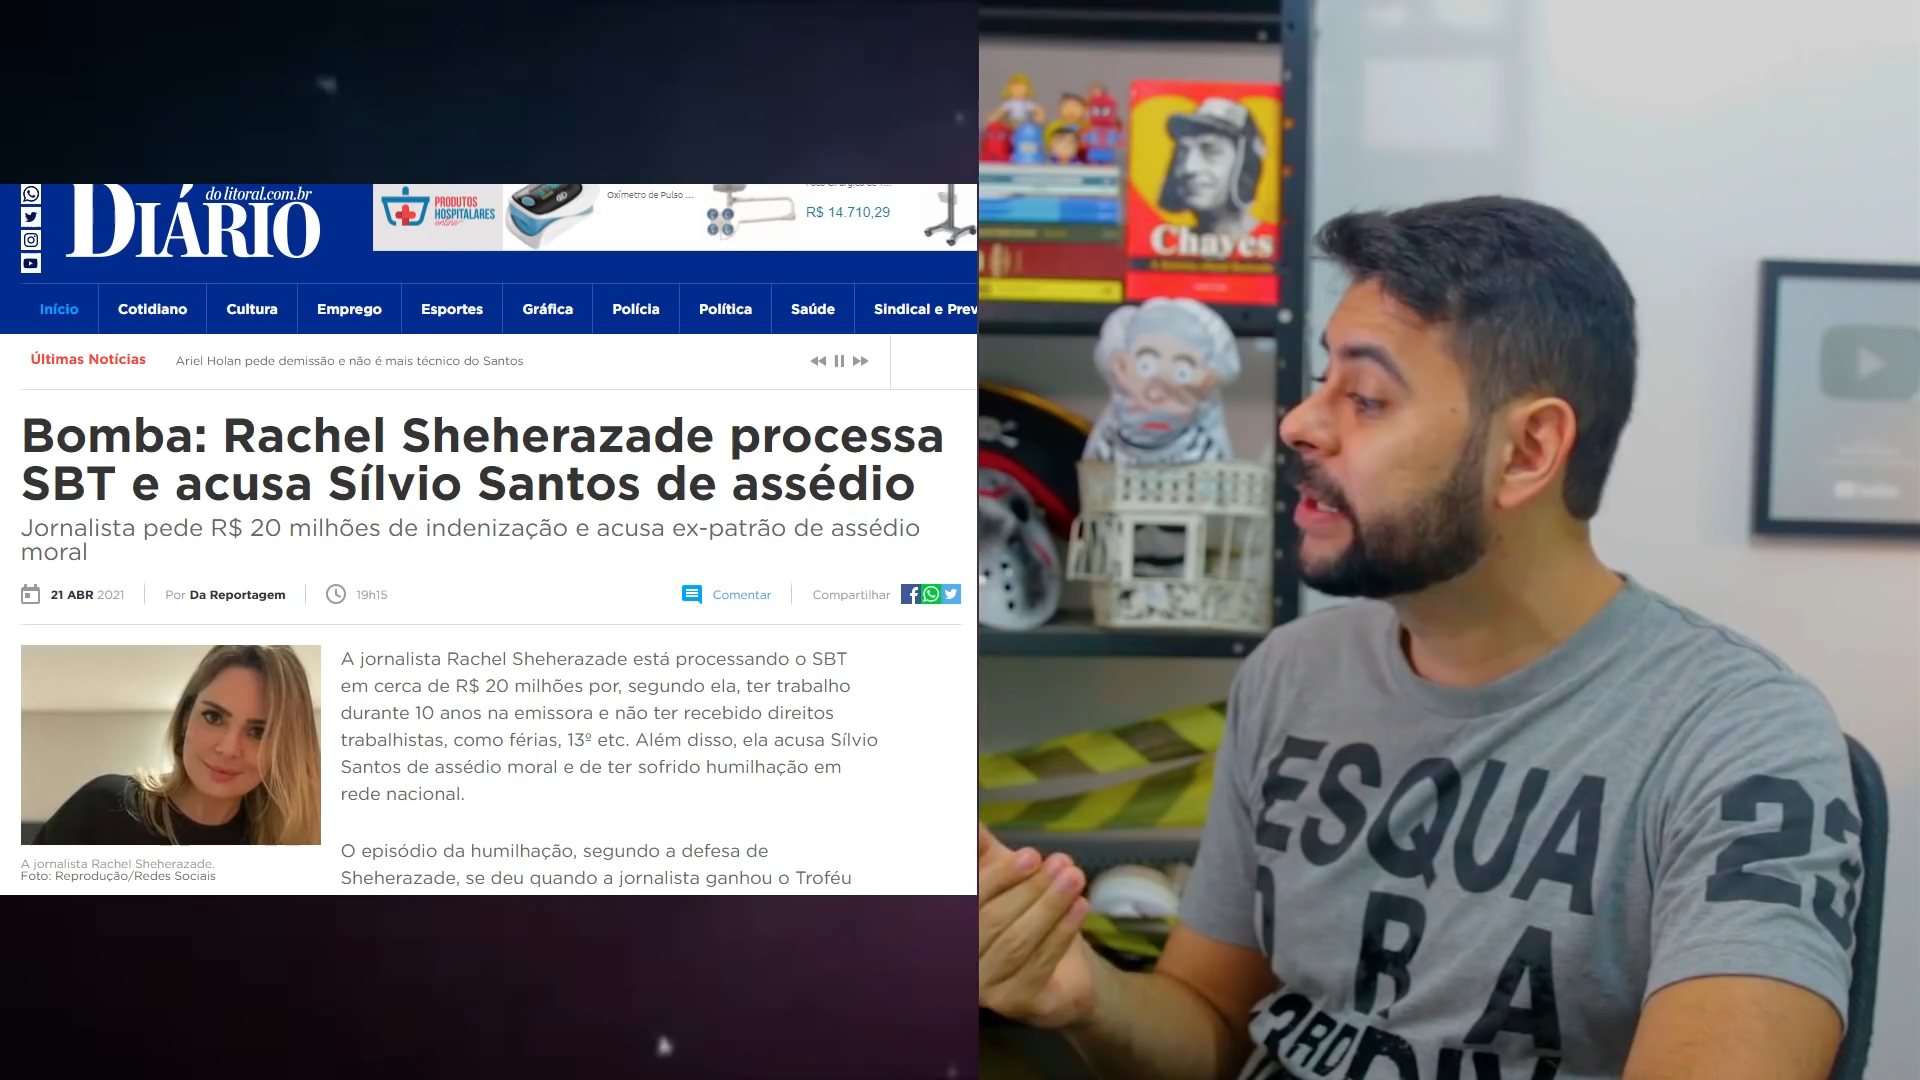 do litoral.com.br
DIÁRIO
PRODUTOS
HOSPITALARES
online
Oxímetro de Pulso ...
R$ 14.710,29
Início Cotidiano Cultura Emprego Esportes Gráfica Polícia Política Saúde Sindical e Prev
Últimas Notícias Ariel Holan pede demissão e não é mais técnico do Santos
Bomba: Rachel Sheherazade processa
SBT e acusa Sílvio Santos de assédio
Jornalista pede R$ 20 milhões de indenização e acusa ex-patrão de assédio
moral
21 ABR 2021 Por Da Reportagem 19h15 Comentar Compartilhar
A jornalista Rachel Sheherazade está processando o SBT
em cerca de R$ 20 milhões por, segundo ela, ter trabalho
durante 10 anos na emissora e não ter recebido direitos
trabalhistas, como férias, 13º etc. Além disso, ela acusa Sílvio
Santos de assédio moral e de ter sofrido humilhação em
rede nacional.
O episódio da humilhação, segundo a defesa de
Sheherazade, se deu quando a jornalista ganhou o Troféu
A jornalista Rachel Sheherazade.
Foto: Reprodução/Redes Sociais
Chaves
ESQUA
RA
23